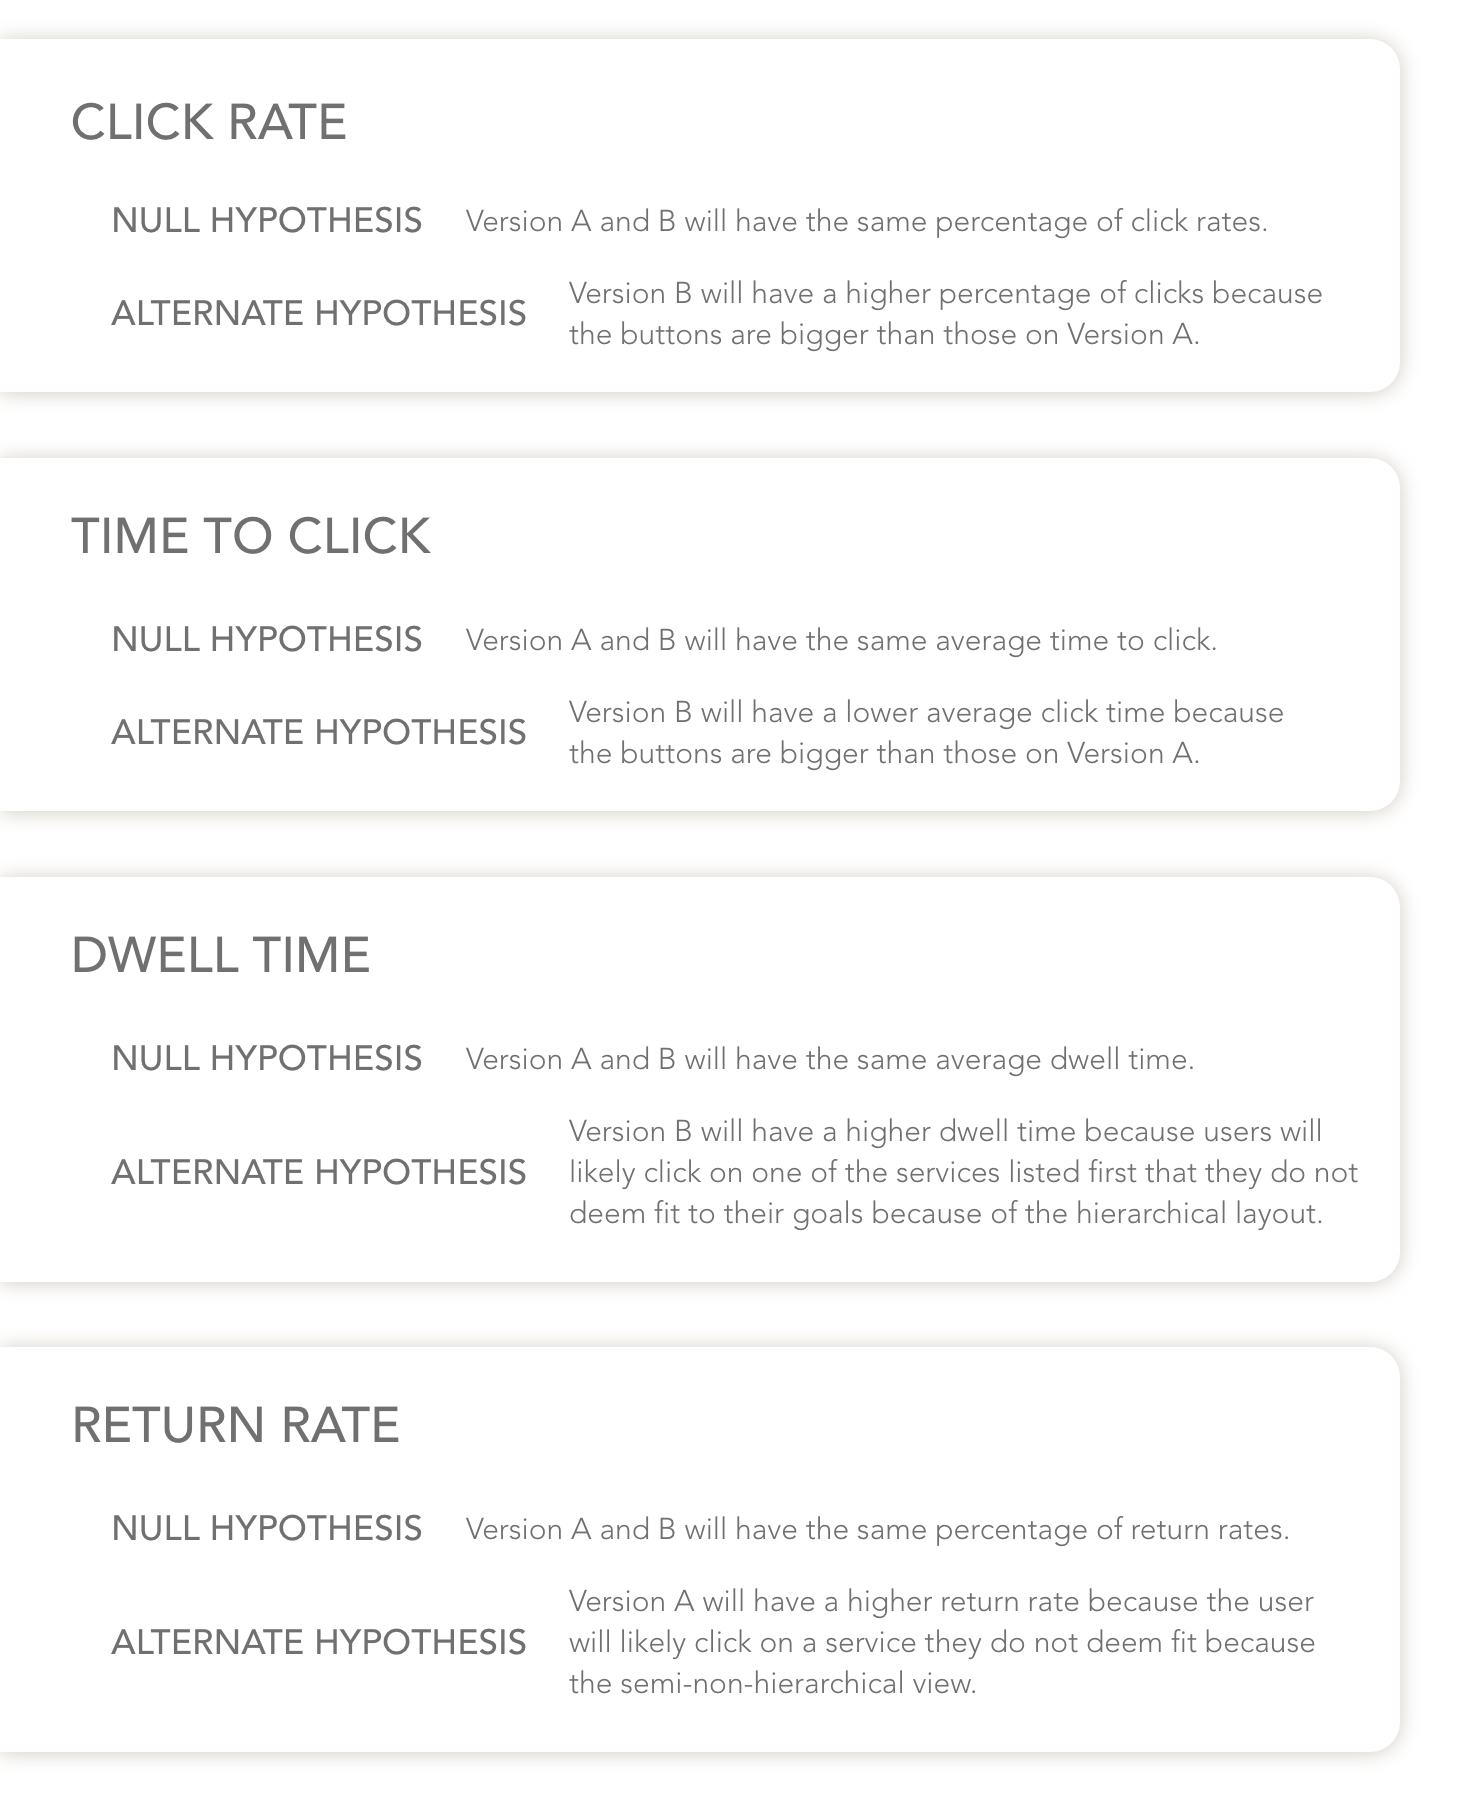 CLICK RATE
NULL HYPOTHESIS Version A and B will have the same percentage of click rates.
ALTERNATE HYPOTHESIS
Version B will have a higher percentage of clicks because
the buttons are bigger than those on Version A.
TIME TO CLICK
NULL HYPOTHESIS Version A and B will have the same average time to click.
ALTERNATE HYPOTHESIS
Version B will have a lower average click time because
the buttons are bigger than those on Version A.
DWELL TIME
NULL HYPOTHESIS Version A and B will have the same average dwell time.
ALTERNATE HYPOTHESIS
Version B will have a higher dwell time because users will
likely click on one of the services listed first that they do not
deem fit to their goals because of the hierarchical layout.
RETURN RATE
NULL HYPOTHESIS Version A and B will have the same percentage of return rates.
ALTERNATE HYPOTHESIS
Version A will have a higher return rate because the user
will likely click on a service they do not deem fit because
the semi-non-hierarchical view.